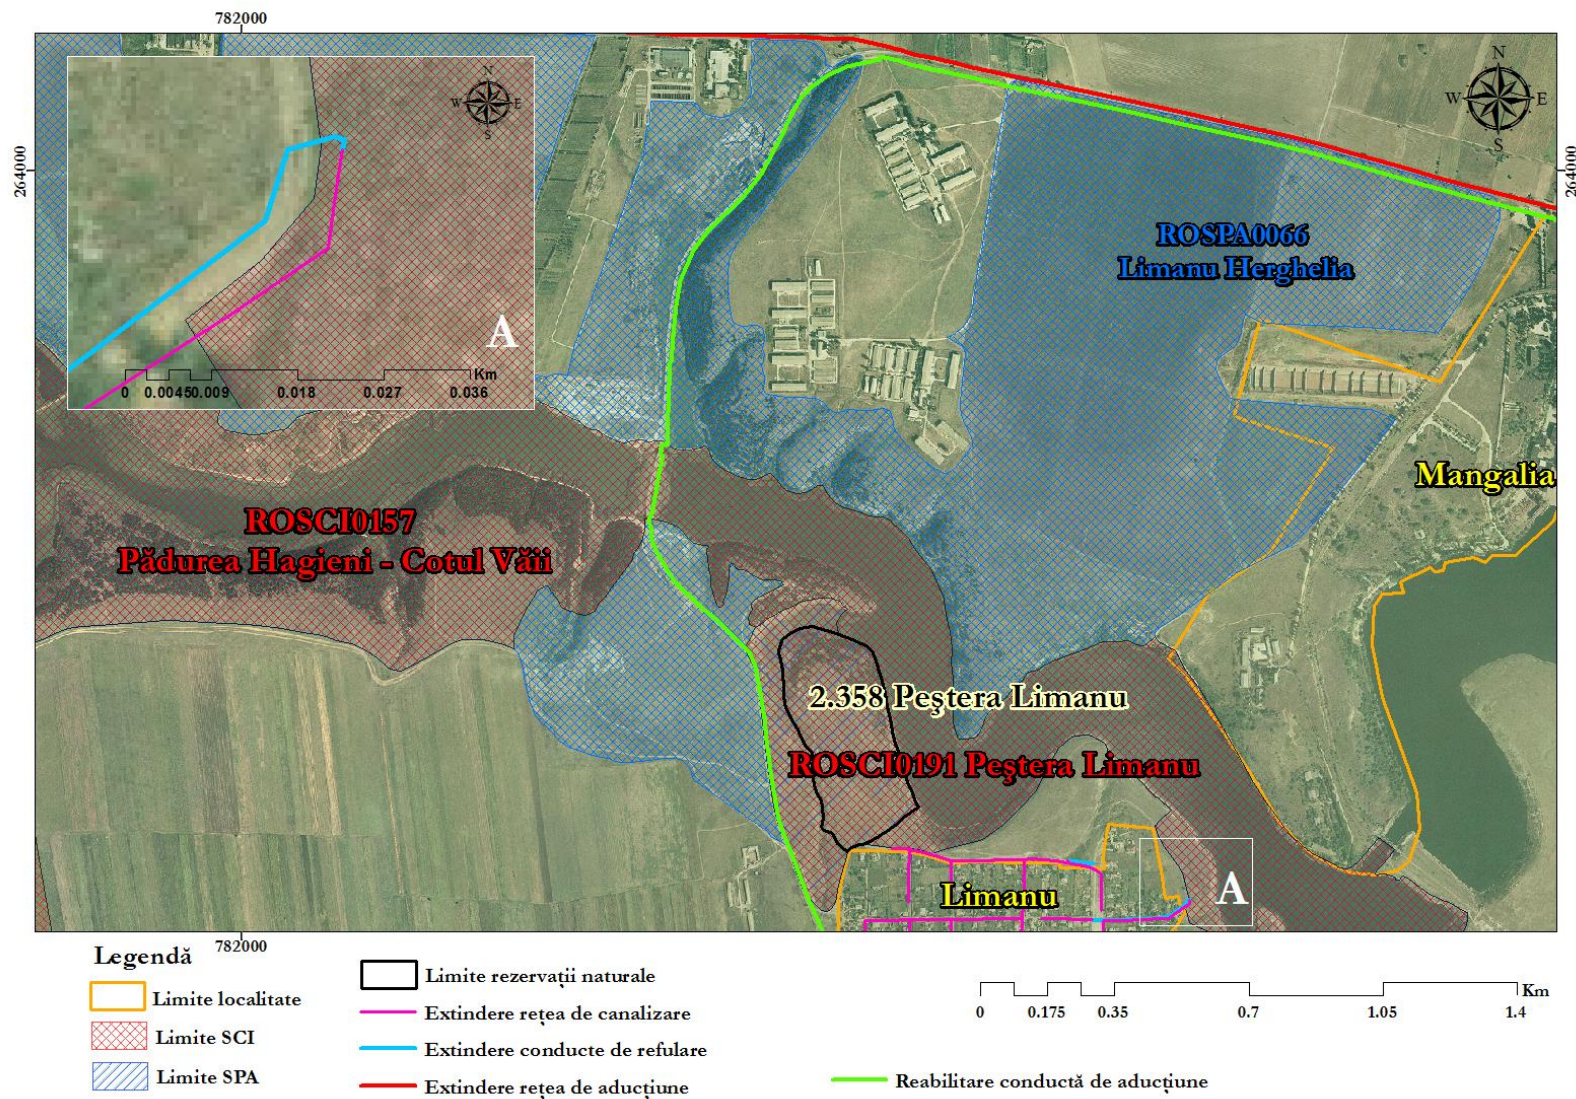 782000
264000
264000
N
W
E
S
A
Km
0
0.0045
0.009
0.018
0.027
0.036
N
W
E
S
ROSPA0066
Limanu Herghelia
Mangalia
ROSCI0157
Pădurea Hagieni - Cotul Văii
2.358 Peştera Limanu
ROSCI0191 Peştera Limanu
Limanu
A
782000
Legendă
Limite localitate
Limite SCI
Limite SPA
Limite rezervații naturale
Extindere rețea de canalizare
Extindere conducte de refulare
Extindere rețea de aducțiune
Reabilitare conductă de aducțiune
Km
0 0.175 0.35 0.7 1.05 1.4